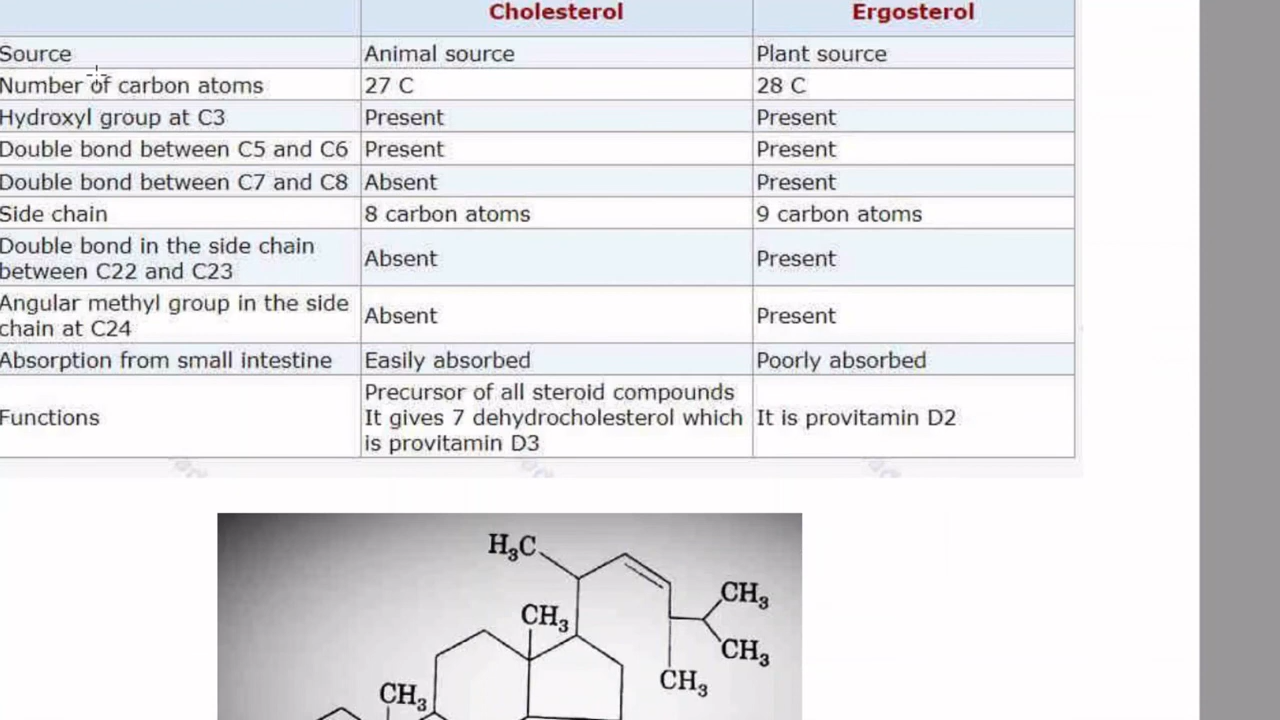 Cholesterol Ergosterol
Source Animal source Plant source
Number of carbon atoms 27 C 28 C
Hydroxyl group at C3 Present Present
Double bond between C5 and C6 Present Present
Double bond between C7 and C8 Absent Present
Side chain 8 carbon atoms 9 carbon atoms
Double bond in the side chain
between C22 and C23 Absent Present
Angular methyl group in the side
chain at C24 Absent Present
Absorption from small intestine Easily absorbed Poorly absorbed
Functions
Precursor of all steroid compounds
It gives 7 dehydrocholesterol which
is provitamin D3
It is provitamin D2
H₃C
CH₃
CH₃
CH₃
CH₃
CH₃